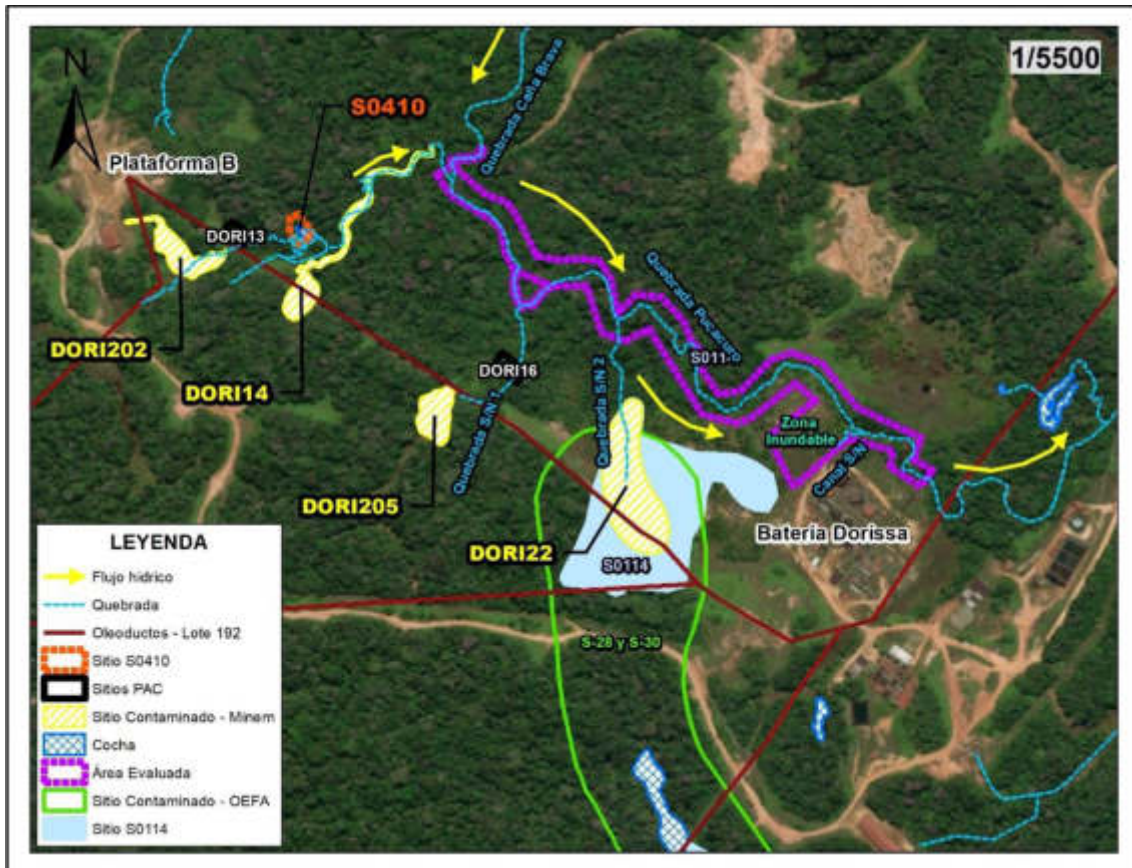 1/5500
N
S0410
Quebrada Caña Brava
Plataforma B
DORI13
DORI202
DORI14
Quebrada Pucacuro
S011-
DORI16
Quebrada S/N 1
Quebrada S/N 2
Zona
Inundable
Canal S/N
DORI205
DORI22
Batería Dorissa
S0114
S-28 y S-30
LEYENDA
Flujo hídrico
Quebrada
Oleoductos - Lote 192
Sitio S0410
Sitios PAC
Sitio Contaminado - Minem
Cocha
Área Evaluada
Sitio Contaminado - OEFA
Sitio S0114